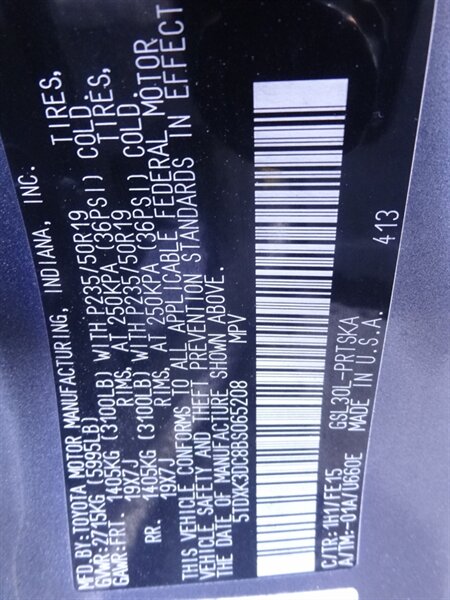 MFD. BY: TOYOTA MOTOR MANUFACTURING, INDIANA, INC.
GVWR: 2715KG (5995LB)
GAWR: FRT. 1405KG (3100LB) WITH P235/50R19 TIRES,
19X7J RIMS, AT 250KPA (36PSI) COLD
RR. 1405KG (3100LB) WITH P235/50R19 TIRES,
19X7J RIMS, AT 250KPA (36PSI) COLD
THIS VEHICLE CONFORMS TO ALL APPLICABLE FEDERAL MOTOR
VEHICLE SAFETY AND THEFT PREVENTION STANDARDS IN EFFECT
ON THE DATE OF MANUFACTURE SHOWN ABOVE.
5TDXK3DC8BS065208 MPV
413
C/TR: 1H1/FE15 GSL30L-PRTSKA
A/TM: -01A/U660E MADE IN U.S.A.